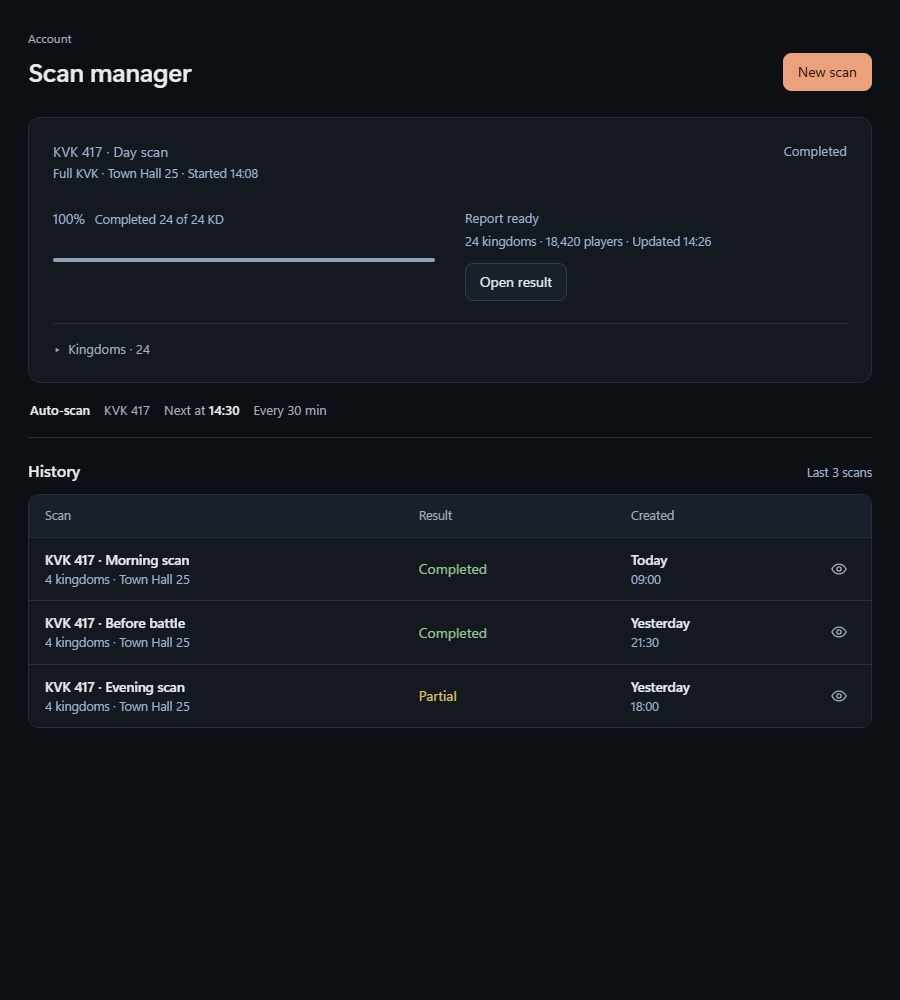 Account
Scan manager
New scan
KVK 417 · Day scan
Completed
Full KVK · Town Hall 25 · Started 14:08
100% Completed 24 of 24 KD
Report ready
24 kingdoms · 18,420 players · Updated 14:26
Open result
Kingdoms · 24
Auto-scan KVK 417 Next at 14:30 Every 30 min
History
Last 3 scans
Scan Result Created
KVK 417 · Morning scan
4 kingdoms · Town Hall 25
Completed
Today
09:00
KVK 417 · Before battle
4 kingdoms · Town Hall 25
Completed
Yesterday
21:30
KVK 417 · Evening scan
4 kingdoms · Town Hall 25
Partial
Yesterday
18:00